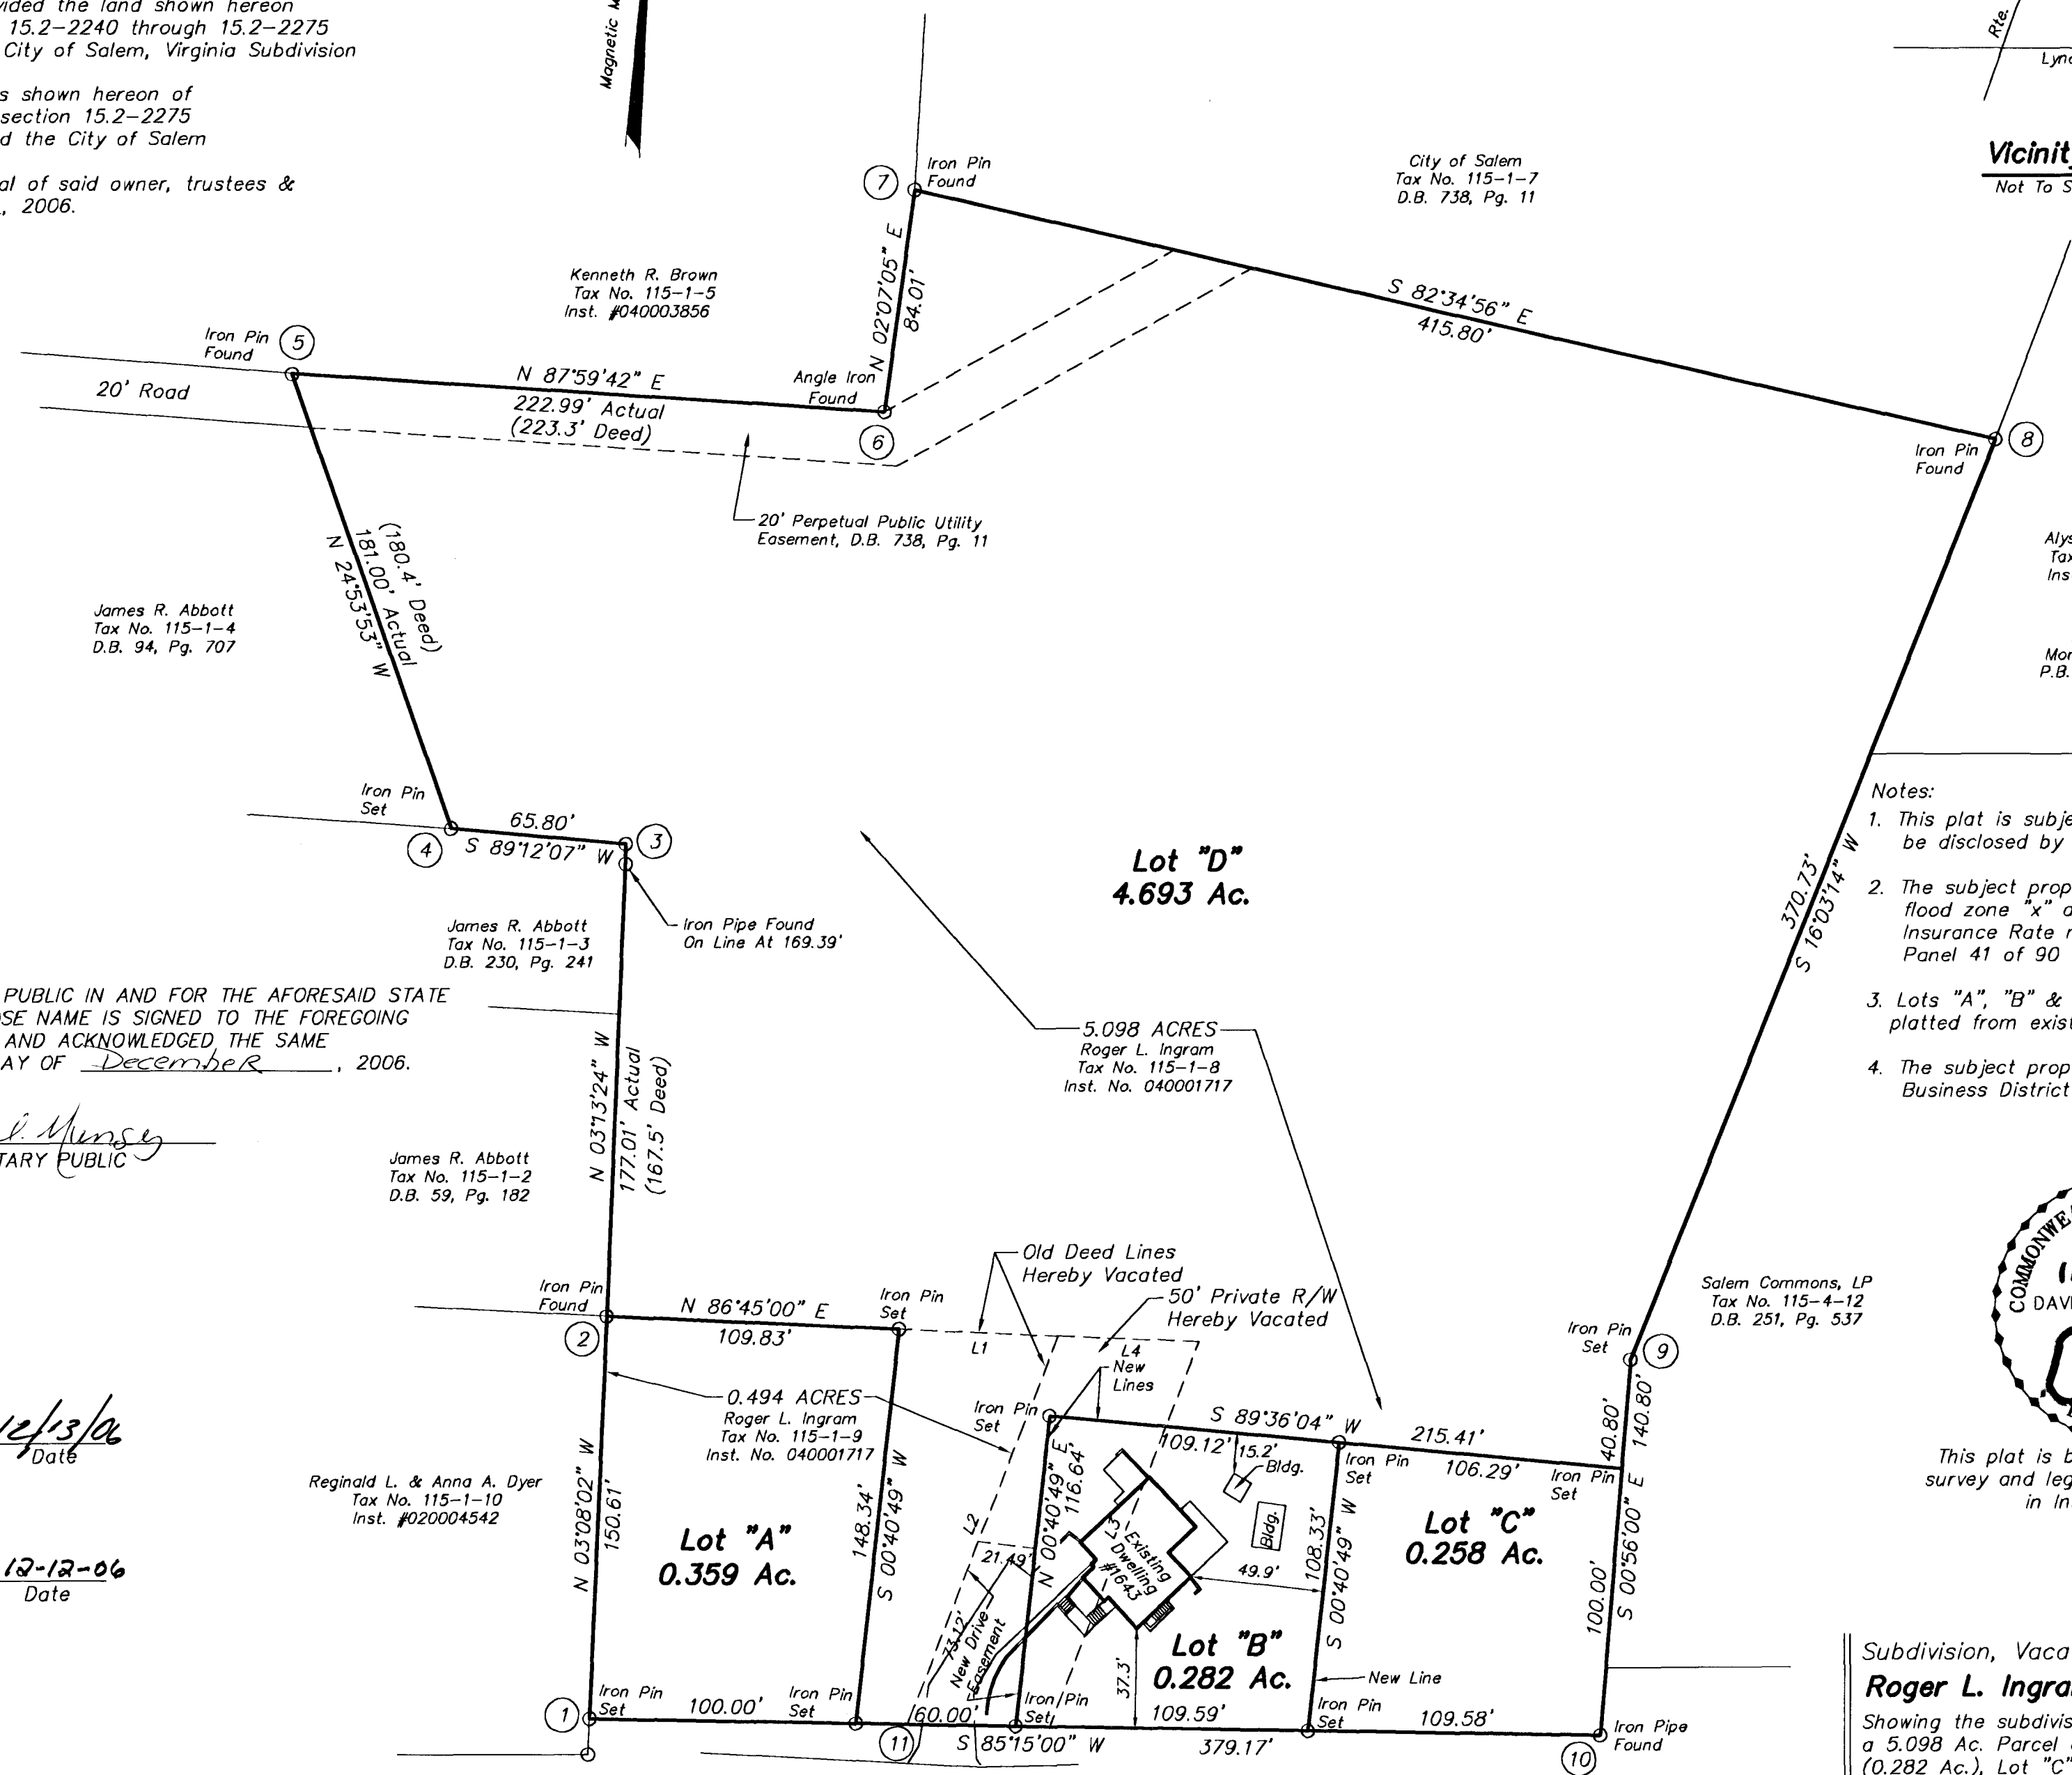 vided the land shown hereon
15.2-2240 through 15.2-2275
City of Salem, Virginia Subdivision
s shown hereon of
section 15.2-2275
d the City of Salem
al of said owner, trustees &
, 2006.
Magnetic M
Rte.
Lyn
Vicinit
Not To S
City of Salem
Tax No. 115-1-7
D.B. 738, Pg. 11
7
Iron Pin
Found
Kenneth R. Brown
Tax No. 115-1-5
Inst. #040003856
N 02°07'05" E
84.01'
S 82°34'56" E
415.80'
Iron Pin
Found
5
20' Road
N 87°59'42" E
222.99' Actual
(223.3' Deed)
Angle Iron
Found
6
Iron Pin
Found
8
20' Perpetual Public Utility
Easement, D.B. 738, Pg. 11
(180.4' Deed)
181.00' Actual
N 24°53'53" W
James R. Abbott
Tax No. 115-1-4
D.B. 94, Pg. 707
Alys
Tax
Ins
Mor
P.B.
Iron Pin
Set
4
65.80'
S 89°12'07" W
3
Iron Pipe Found
On Line At 169.39'
Lot "D"
4.693 Ac.
370.73'
S 16°03'14" W
Notes:
1. This plat is subje
be disclosed by
2. The subject prop
flood zone "x" a
Insurance Rate
Panel 41 of 90
3. Lots "A", "B" &
platted from exist
4. The subject prop
Business District
James R. Abbott
Tax No. 115-1-3
D.B. 230, Pg. 241
PUBLIC IN AND FOR THE AFORESAID STATE
OSE NAME IS SIGNED TO THE FOREGOING
AND ACKNOWLEDGED THE SAME
AY OF December, 2006.
Munsey
TARY PUBLIC
N 03°13'24" W
177.01' Actual
(167.5' Deed)
5.098 ACRES
Roger L. Ingram
Tax No. 115-1-8
Inst. No. 040001717
James R. Abbott
Tax No. 115-1-2
D.B. 59, Pg. 182
COMMONWEA
DAV
Old Deed Lines
Hereby Vacated
50' Private R/W
Hereby Vacated
Salem Commons, LP
Tax No. 115-4-12
D.B. 251, Pg. 537
Iron Pin
Found
2
N 86°45'00" E
109.83'
Iron Pin
Set
L1
L4
New
Lines
Iron Pin
Set
9
0.494 ACRES
Roger L. Ingram
Tax No. 115-1-9
Inst. No. 040001717
Iron Pin
Set
S 89°36'04" W
109.12'
215.41'
106.29'
Iron Pin
Set
Iron Pin
Set
40.80'
140.80'
15.2'
Bldg.
Bldg.
12/13/06
Date
This plat is b
survey and leg
in In
Reginald L. & Anna A. Dyer
Tax No. 115-1-10
Inst. #020004542
N 03°08'02" W
150.61'
Lot "A"
0.359 Ac.
148.34'
S 00°40'49" W
L2
21.49'
N 00°40'49" E
116.64'
L3
Existing
Dwelling
#1643
49.9'
108.33'
S 00°40'49" W
Lot "C"
0.258 Ac.
100.00'
S 00°56'00" E
12-12-06
Date
73.12'
New Drive
Easement
37.3'
Lot "B"
0.282 Ac.
New Line
Subdivision, Vaca
Roger L. Ingra
Showing the subdivis
a 5.098 Ac. Parcel
(0.282 Ac.), Lot "C"
1
Iron Pin
Set
100.00'
Iron Pin
Set
11
60.00'
Iron Pin
Set
S 85°15'00" W
109.59'
379.17'
Iron Pin
Set
109.58'
10
Iron Pipe
Found